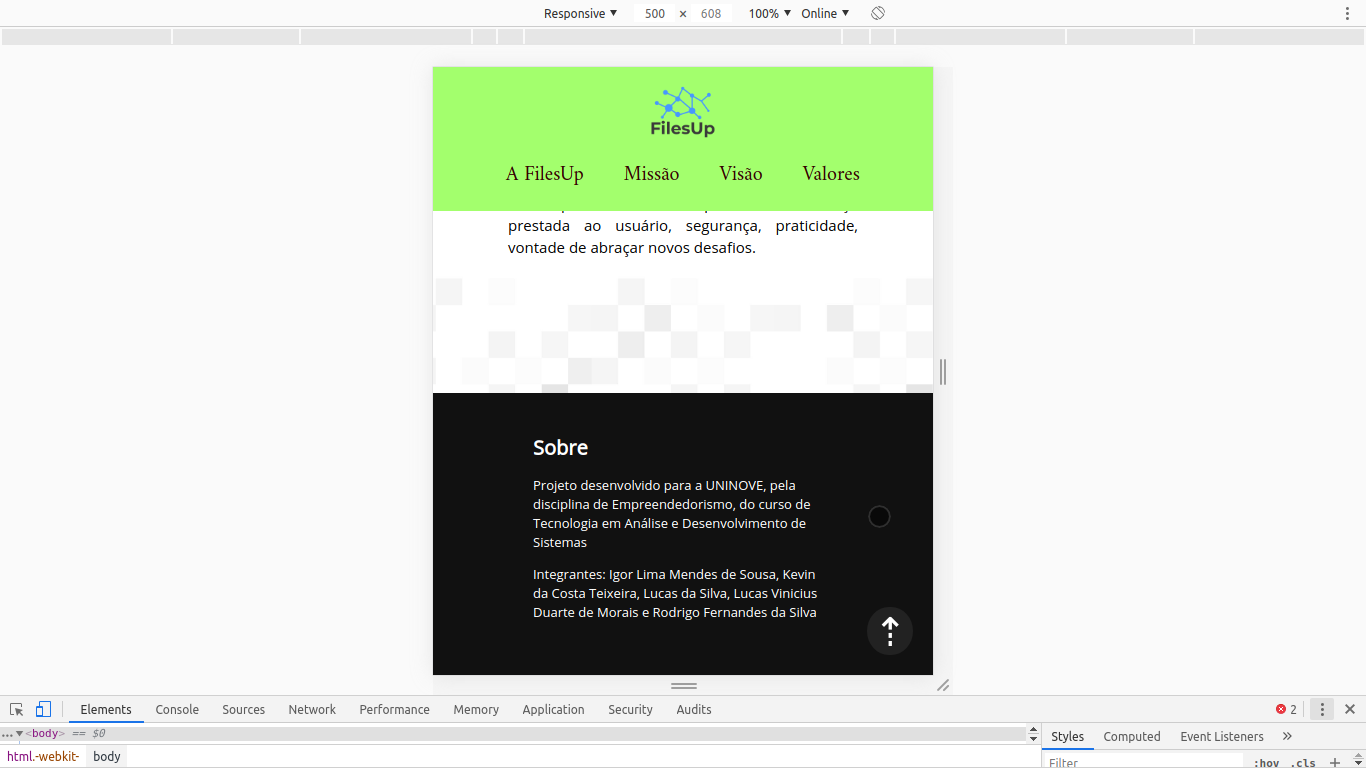 Responsive ▼ 500 × 608 100% ▼ Online ▼
FilesUp
A FilesUp Missão Visão Valores
prestada ao usuário, segurança, praticidade,
vontade de abraçar novos desafios.
Sobre
Projeto desenvolvido para a UNINOVE, pela
disciplina de Empreendedorismo, do curso de
Tecnologia em Análise e Desenvolvimento de
Sistemas
Integrantes: Igor Lima Mendes de Sousa, Kevin
da Costa Teixeira, Lucas da Silva, Lucas Vinicius
Duarte de Morais e Rodrigo Fernandes da Silva
Elements Console Sources Network Performance Memory Application Security Audits 2
…▼<body> == $0
Styles Computed Event Listeners »
html.-webkit- body
Filter :hov .cls +